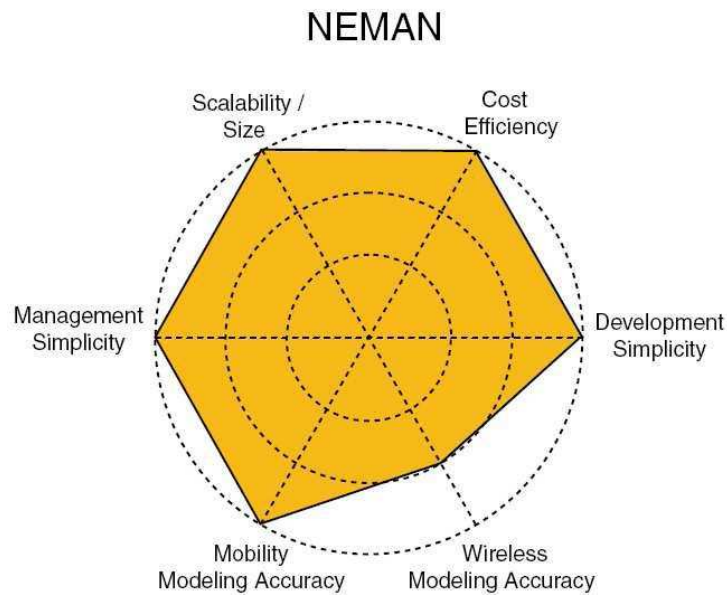 NEMAN
Scalability /
Size
Cost
Efficiency
Management
Simplicity
Development
Simplicity
Mobility
Modeling Accuracy
Wireless
Modeling Accuracy